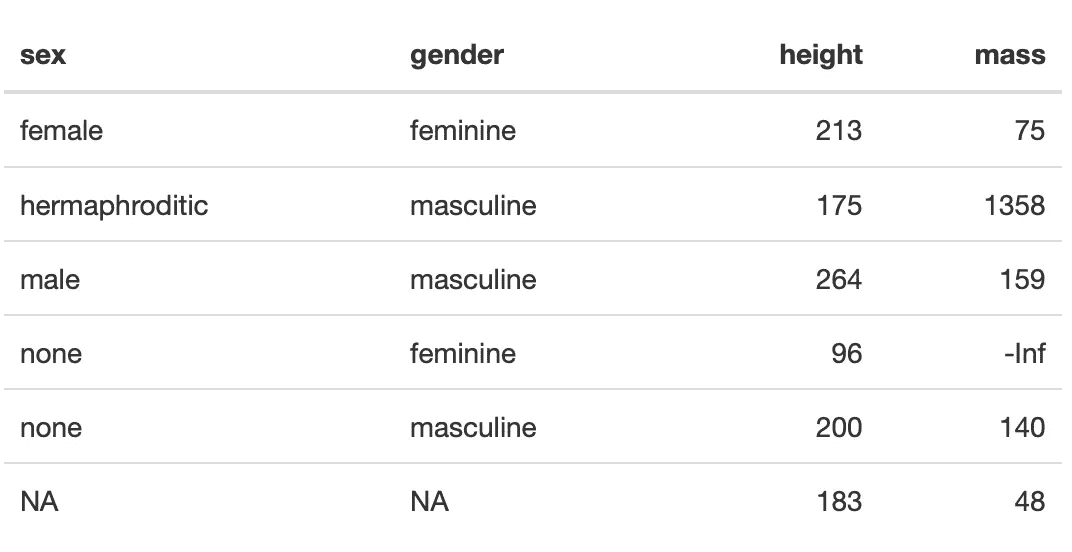 sex gender height mass
female feminine 213 75
hermaphroditic masculine 175 1358
male masculine 264 159
none feminine 96 -Inf
none masculine 200 140
NA NA 183 48